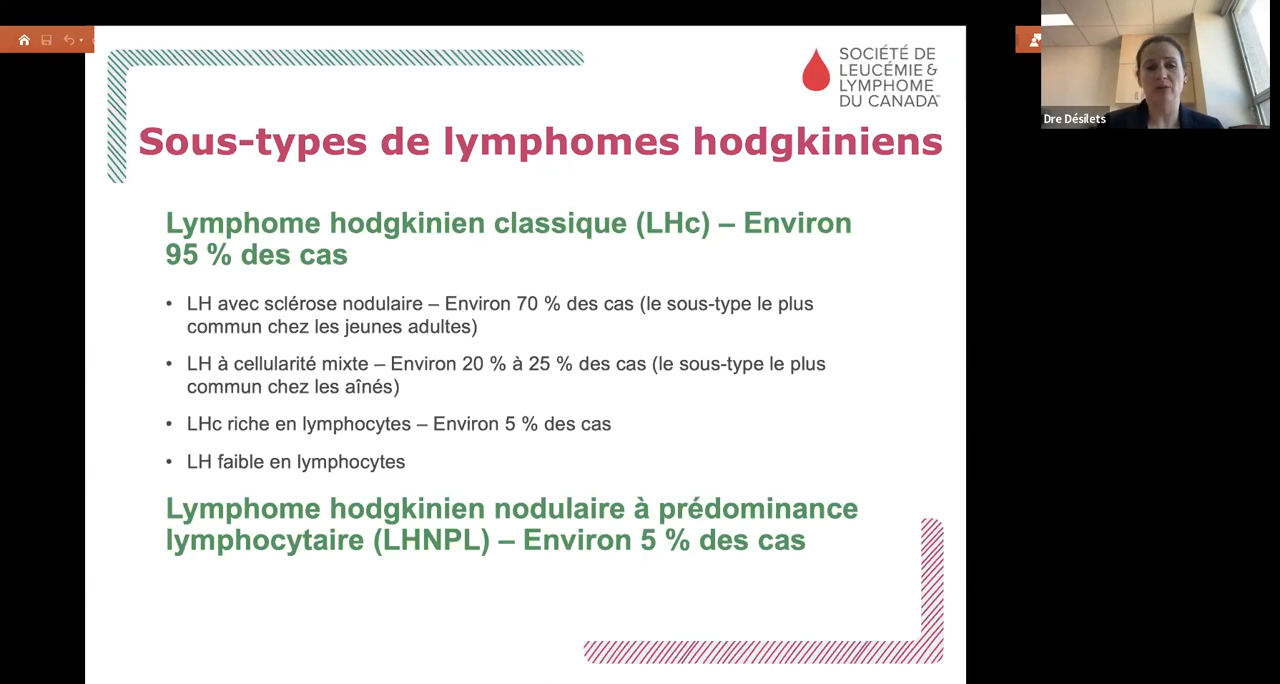 SOCIÉTÉ DE
LEUCÉMIE &
LYMPHOME
DU CANADA™
Dre Désilets
Sous-types de lymphomes hodgkiniens
Lymphome hodgkinien classique (LHc) – Environ
95 % des cas
• LH avec sclérose nodulaire – Environ 70 % des cas (le sous-type le plus
commun chez les jeunes adultes)
• LH à cellularité mixte – Environ 20 % à 25 % des cas (le sous-type le plus
commun chez les aînés)
• LHc riche en lymphocytes – Environ 5 % des cas
• LH faible en lymphocytes
Lymphome hodgkinien nodulaire à prédominance
lymphocytaire (LHNPL) – Environ 5 % des cas